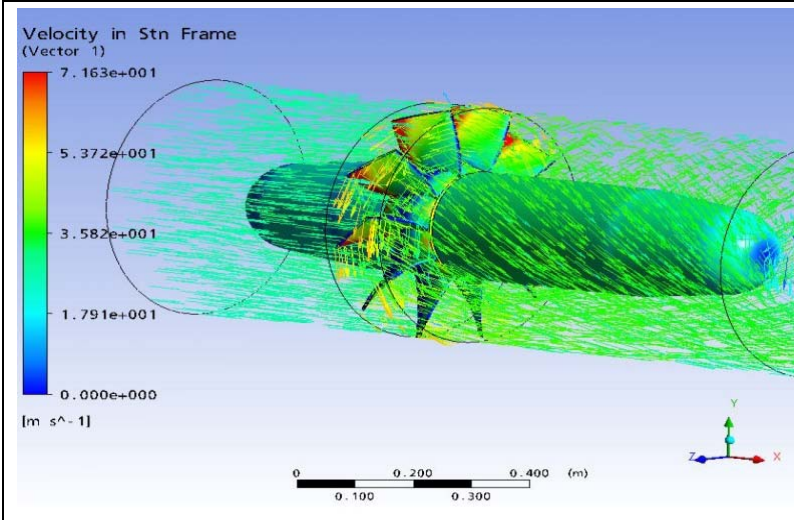 Velocity in Stn Frame
(Vector 1)
7.163e+001
5.372e+001
3.582e+001
1.791e+001
0.000e+000
[m s^-1]
0 0.200 0.400 (m)
0.100 0.300
Y
Z X